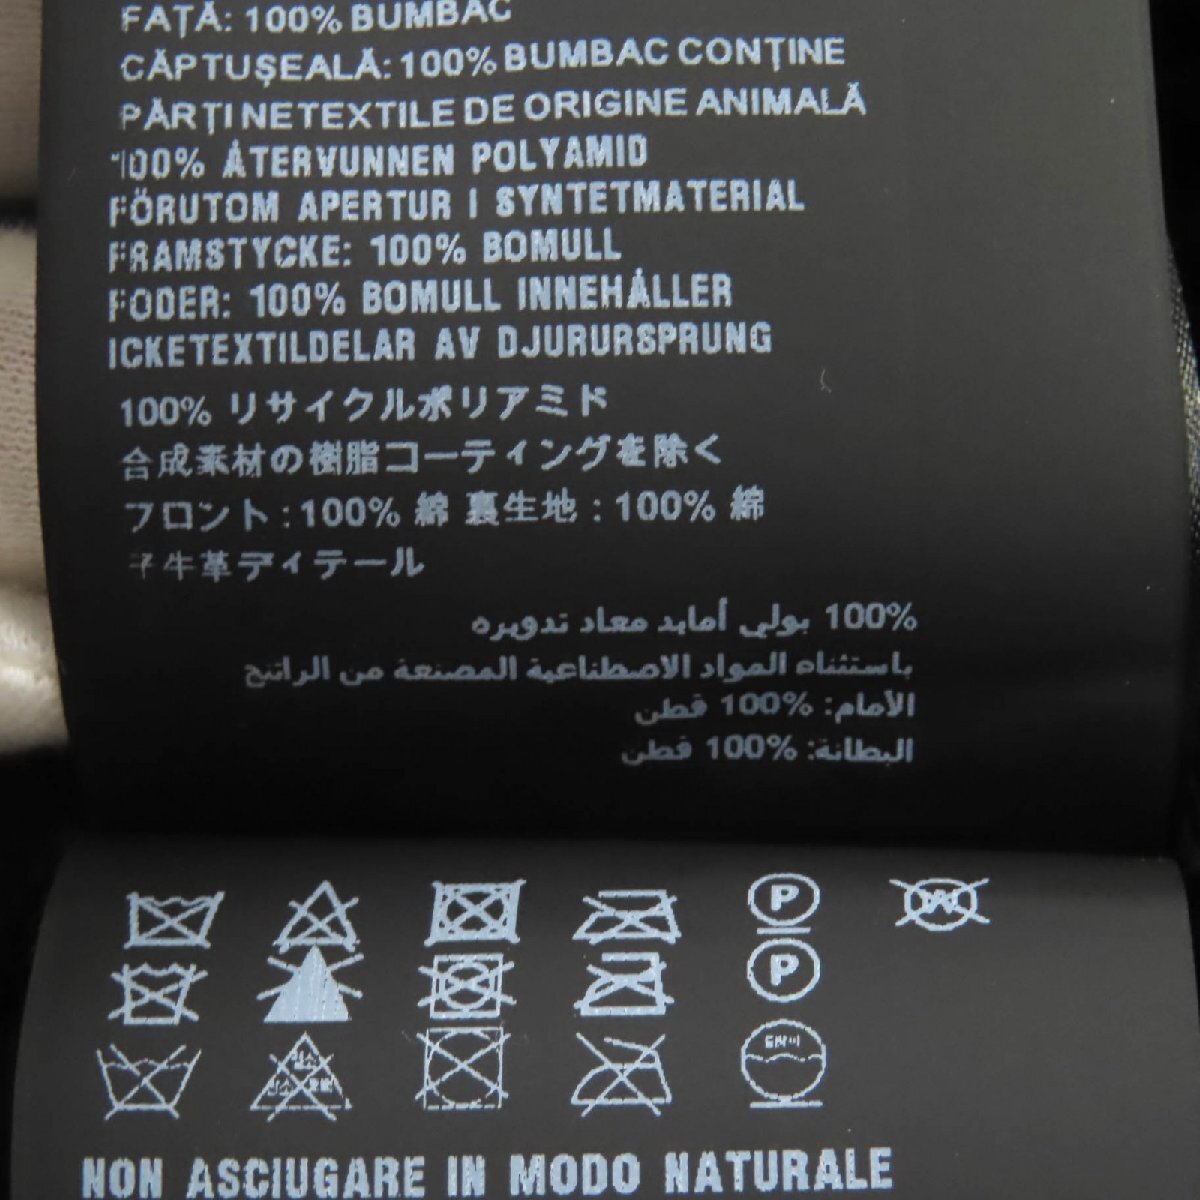 FAȚĂ: 100% BUMBAC
CĂPTUȘEALĂ: 100% BUMBAC CONȚINE
PĂRȚI NETEXTILE DE ORIGINE ANIMALĂ
100% ÅTERVUNNEN POLYAMID
FÖRUTOM APERTUR I SYNTETMATERIAL
FRAMSTYCKE: 100% BOMULL
FODER: 100% BOMULL INNEHÅLLER
ICKETEXTILDELAR AV DJURURSPRUNG
100% リサイクルポリアミド
合成素材の樹脂コーティングを除く
フロント : 100% 綿 裏生地 : 100% 綿
子牛革ディテール
100% بولي أمايد معاد تدويره
باستثناء المواد الاصطناعية المصنعة من الراتنج
الأمام: 100% قطن
البطانة: 100% قطن
P W
P
NON ASCIUGARE IN MODO NATURALE